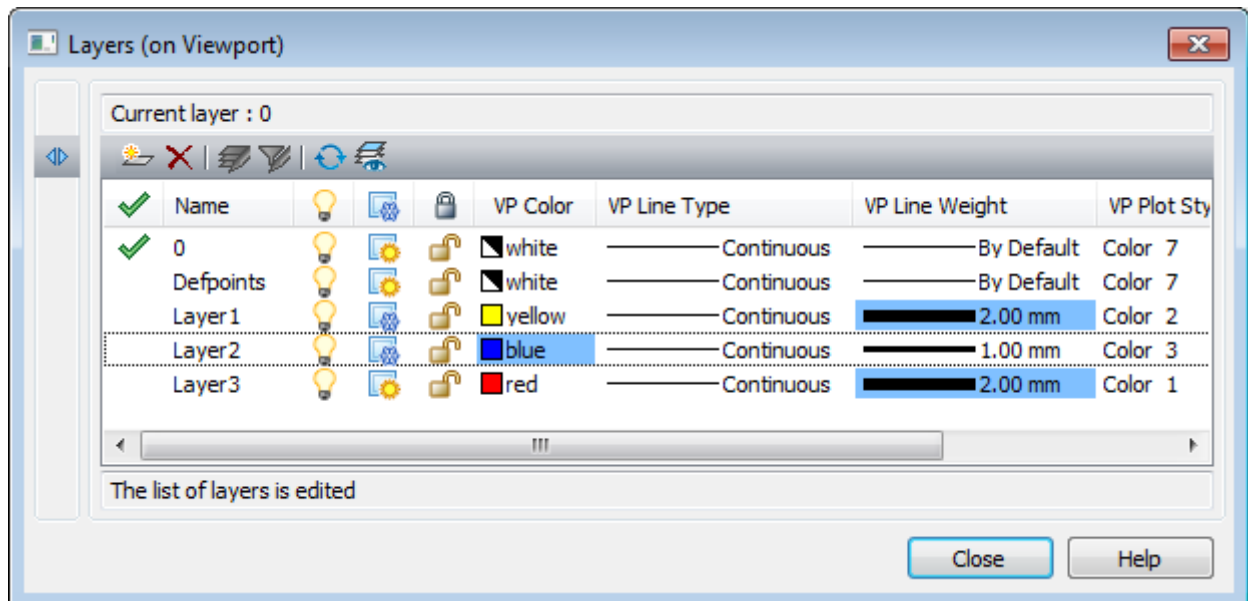 Layers (on Viewport)
Current layer : 0
Name VP Color VP Line Type VP Line Weight VP Plot Sty
0 white Continuous By Default Color 7
Defpoints white Continuous By Default Color 7
Layer1 yellow Continuous 2.00 mm Color 2
Layer2 blue Continuous 1.00 mm Color 3
Layer3 red Continuous 2.00 mm Color 1
The list of layers is edited
Close Help